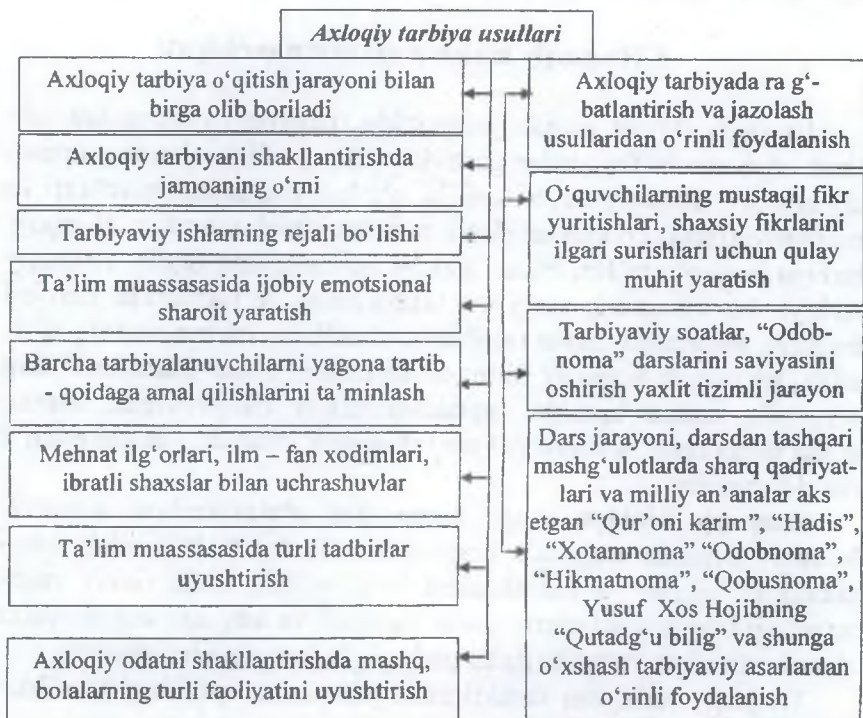 Axloqiy tarbiya usullari
Axloqiy tarbiya o‘qitish jarayoni bilan
birga olib boriladi
Axloqiy tarbiyani shakllantirishda
jamoaning o‘rni
Tarbiyaviy ishlarning rejali bo‘lishi
Ta’lim muassasasida ijobiy emotsional
sharoit yaratish
Barcha tarbiyalanuvchilarni yagona tartib
- qoidaga amal qilishlarini ta’minlash
Mehnat ilg‘orlari, ilm – fan xodimlari,
ibratli shaxslar bilan uchrashuvlar
Ta’lim muassasasida turli tadbirlar
uyushtirish
Axloqiy odatni shakllantirishda mashq,
bolalarning turli faoliyatini uyushtirish
Axloqiy tarbiyada ra g‘-
batlantirish va jazolash
usullaridan o‘rinli foydalanish
O‘quvchilarning mustaqil fikr
yuritishlari, shaxsiy fikrlarini
ilgari surishlari uchun qulay
muhit yaratish
Tarbiyaviy soatlar, “Odob-
noma” darslarini saviyasini
oshirish yaxlit tizimli jarayon
Dars jarayoni, darsdan tashqari
mashg‘ulotlarda sharq qadriyat-
lari va milliy an’analar aks
etgan “Qur’oni karim”, “Hadis”,
“Xotamnoma” “Odobnoma”,
“Hikmatnoma”, “Qobusnoma”,
Yusuf Xos Hojibning
“Qutadg‘u bilig” va shunga
o‘xshash tarbiyaviy asarlardan
o‘rinli foydalanish